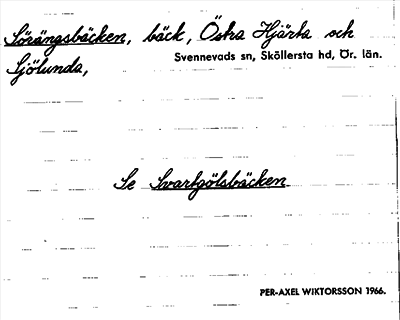 Sörängsbäcken, bäck, Östra Hjärta och
Sjölunda, Svennevads sn, Sköllersta hd, Ör. län.
Se Svartgölsbäcken
PER-AXEL WIKTORSSON 1966.